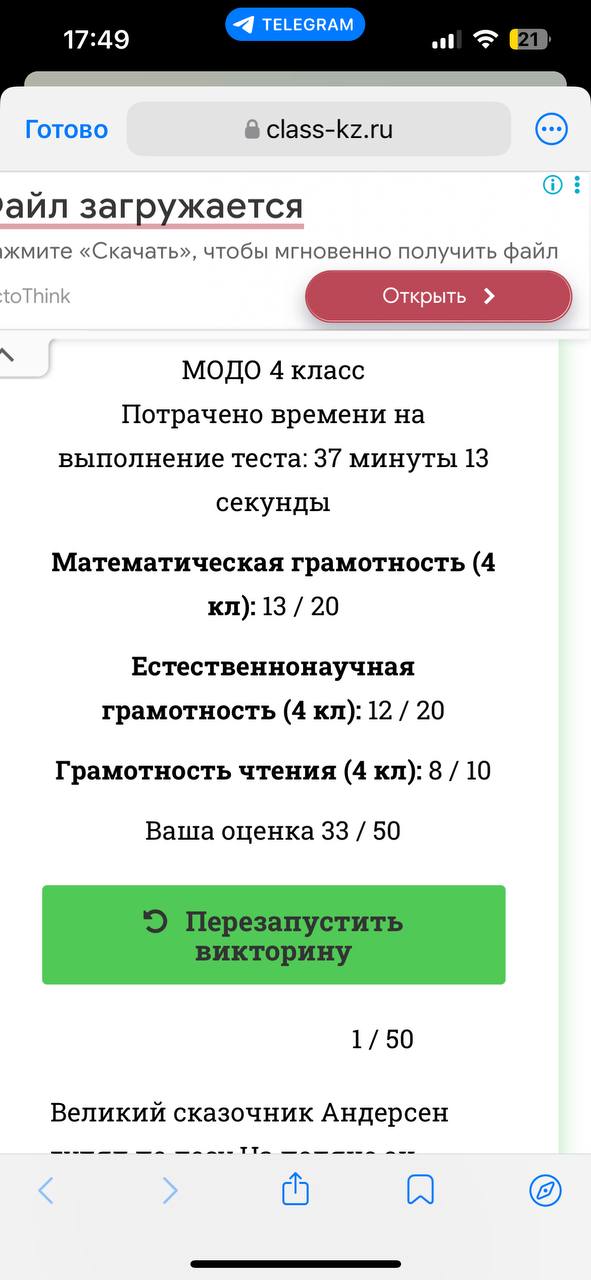 17:49
TELEGRAM
21
Готово
class-kz.ru
айл загружается
жмите «Скачать», чтобы мгновенно получить файл
toThink
Открыть
МОДО 4 класс
Потрачено времени на
выполнение теста: 37 минуты 13
секунды
Математическая грамотность (4
кл): 13 / 20
Естественнонаучная
грамотность (4 кл): 12 / 20
Грамотность чтения (4 кл): 8 / 10
Ваша оценка 33 / 50
Перезапустить
викторину
1 / 50
Великий сказочник Андерсен